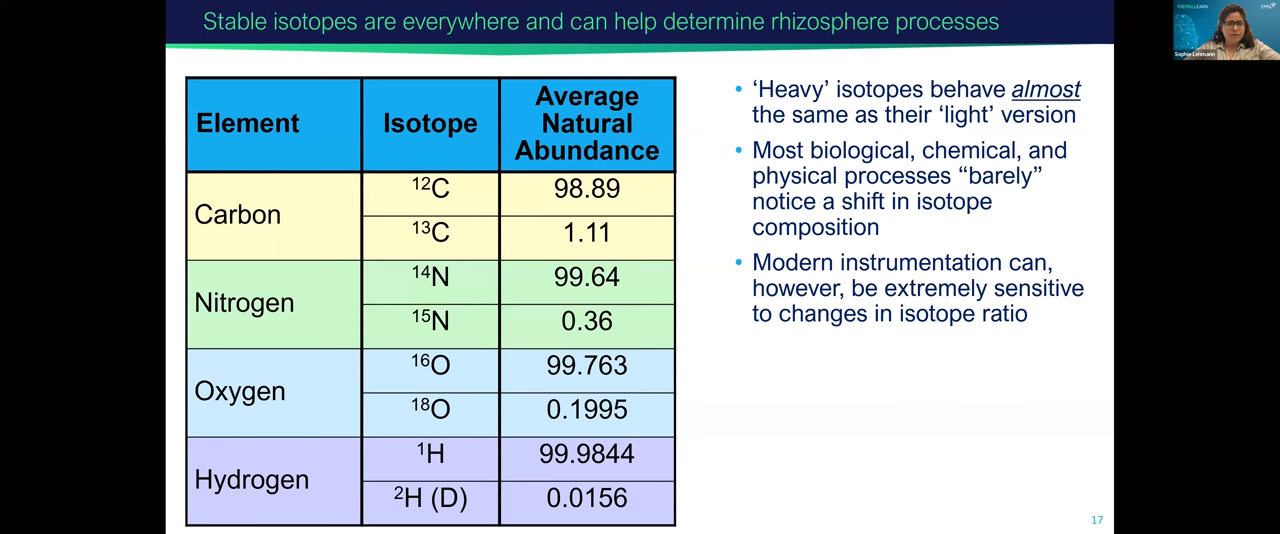 Stable isotopes are everywhere and can help determine rhizosphere processes
Element
Isotope
Average
Natural
Abundance
Carbon
¹²C
98.89
¹³C
1.11
Nitrogen
¹⁴N
99.64
¹⁵N
0.36
Oxygen
¹⁶O
99.763
¹⁸O
0.1995
Hydrogen
¹H
99.9844
²H (D)
0.0156
• ‘Heavy’ isotopes behave almost
the same as their ‘light’ version
• Most biological, chemical, and
physical processes “barely”
notice a shift in isotope
composition
• Modern instrumentation can,
however, be extremely sensitive
to changes in isotope ratio
17
EMSL
Sophie Lehmann